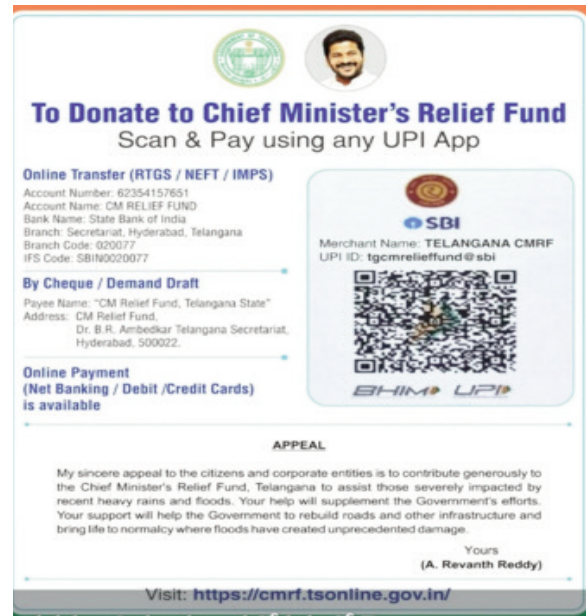 To Donate to Chief Minister's Relief Fund
Scan & Pay using any UPI App
Online Transfer (RTGS / NEFT / IMPS)
Account Number: 62354157651
Account Name: CM RELIEF FUND
Bank Name: State Bank of India
Branch: Secretariat, Hyderabad, Telangana
Branch Code: 020077
IFS Code: SBIN0020077
By Cheque / Demand Draft
Payee Name: "CM Relief Fund, Telangana State"
Address: CM Relief Fund,
Dr. B.R. Ambedkar Telangana Secretariat,
Hyderabad, 500022.
Online Payment
(Net Banking / Debit /Credit Cards)
is available
SBI
Merchant Name: TELANGANA CMRF
UPI ID: tgcmrelieffund@sbi
BHIM UPI
APPEAL
My sincere appeal to the citizens and corporate entities is to contribute generously to
the Chief Minister's Relief Fund, Telangana to assist those severely impacted by
recent heavy rains and floods. Your help will supplement the Government's efforts.
Your support will help the Government to rebuild roads and other infrastructure and
bring life to normalcy where floods have created unprecedented damage.
Yours
(A. Revanth Reddy)
Visit: https://cmrf.tsonline.gov.in/